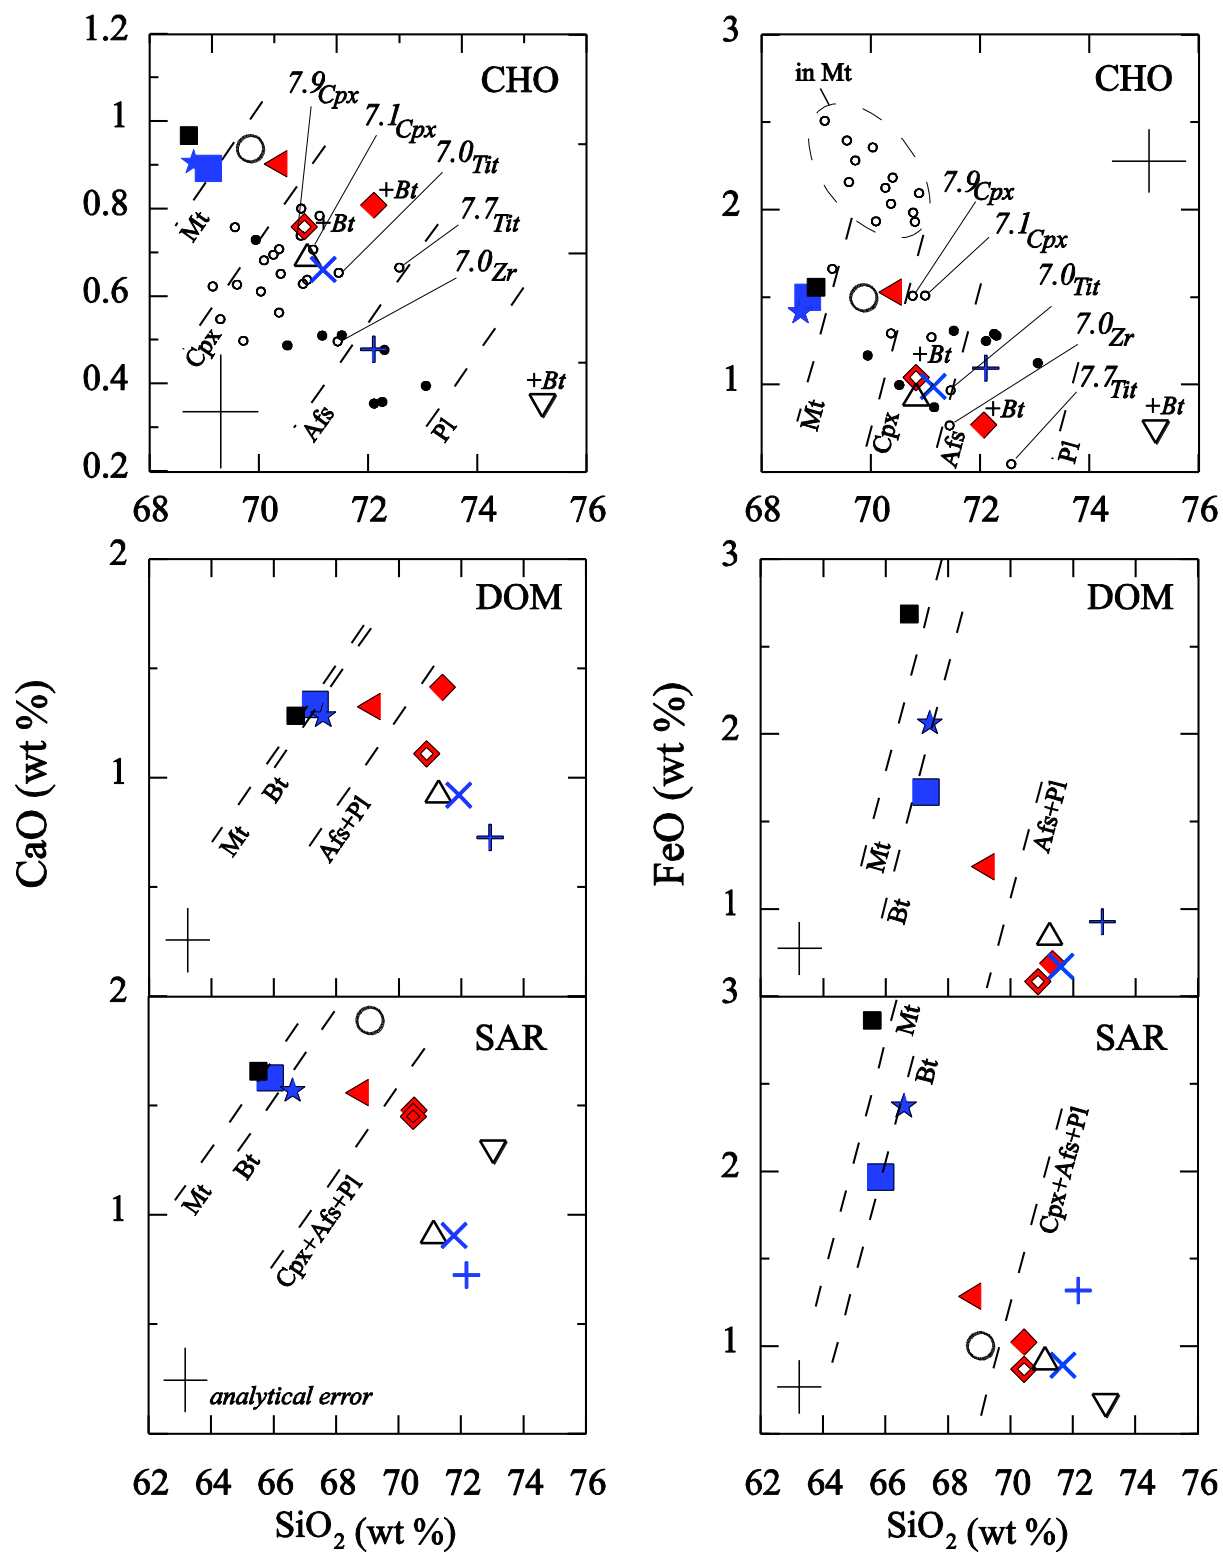 1.2
1
0.8
0.6
0.4
0.2
CHO
7.9Cpx
7.1Cpx
7.0Tit
+Bt
+Bt
7.7Tit
7.0Zr
Mt
Cpx
Afs
Pl
+Bt
68 70 72 74 76
3
2
1
in Mt
CHO
7.9Cpx
7.1Cpx
7.0Tit
7.0Zr
7.7Tit
+Bt
+Bt
+Bt
Mt
Cpx
Afs
Pl
68 70 72 74 76
CaO (wt %)
2
1
DOM
Mt
Bt
Afs+Pl
FeO (wt %)
3
2
1
DOM
Mt
Bt
Afs+Pl
2
1
SAR
Mt
Bt
Cpx+Afs+Pl
analytical error
62 64 66 70 72 74 76
SiO2 (wt %)
3
2
1
SAR
Mt
Bt
Cpx+Afs+Pl
62 64 66 70 72 74 76
SiO2 (wt %)